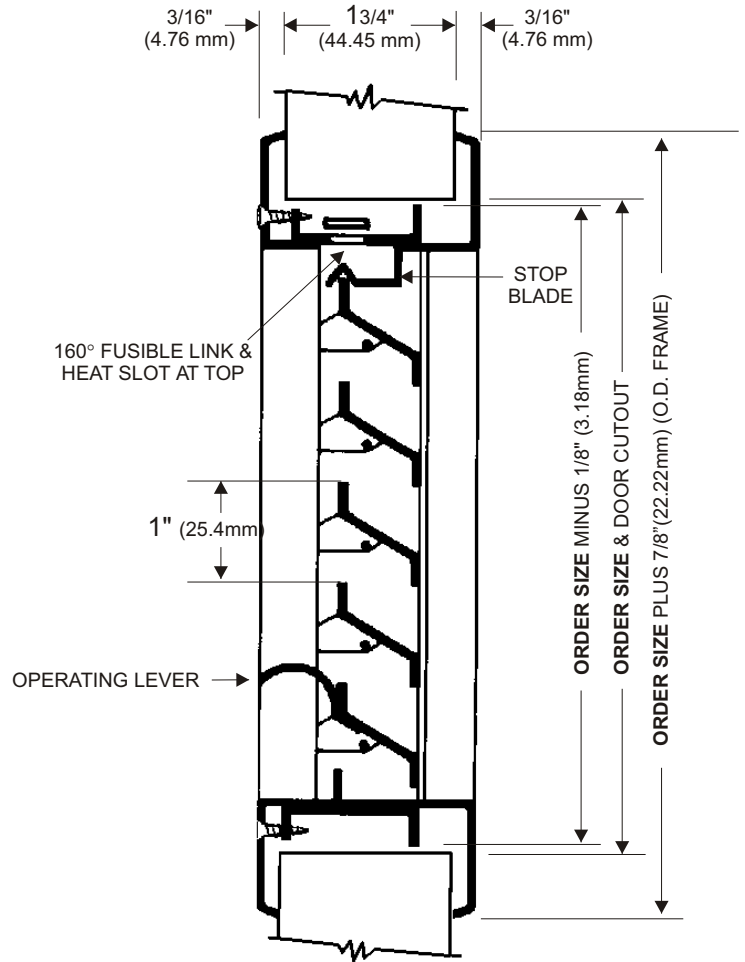 3/16"
(4.76 mm)
1 3/4"
(44.45 mm)
3/16"
(4.76 mm)
STOP
BLADE
160° FUSIBLE LINK &
HEAT SLOT AT TOP
1" (25.4mm)
OPERATING LEVER
ORDER SIZE MINUS 1/8" (3.18mm)
ORDER SIZE & DOOR CUTOUT
ORDER SIZE PLUS 7/8"(22.22mm) (O.D. FRAME)